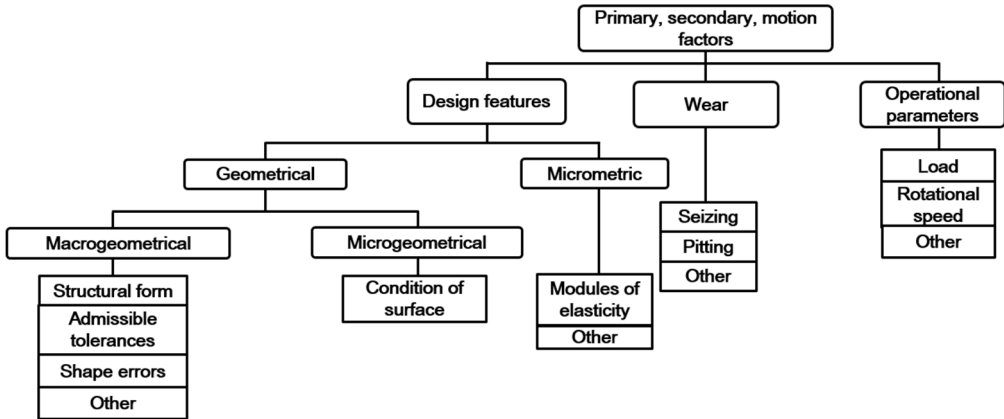 Primary, secondary, motion
factors
Design features
Wear
Operational
parameters
Geometrical
Micrometric
Load
Rotational
speed
Other
Macrogeometrical
Microgeometrical
Seizing
Pitting
Other
Structural form
Admissible
tolerances
Shape errors
Other
Condition of
surface
Modules of
elasticity
Other